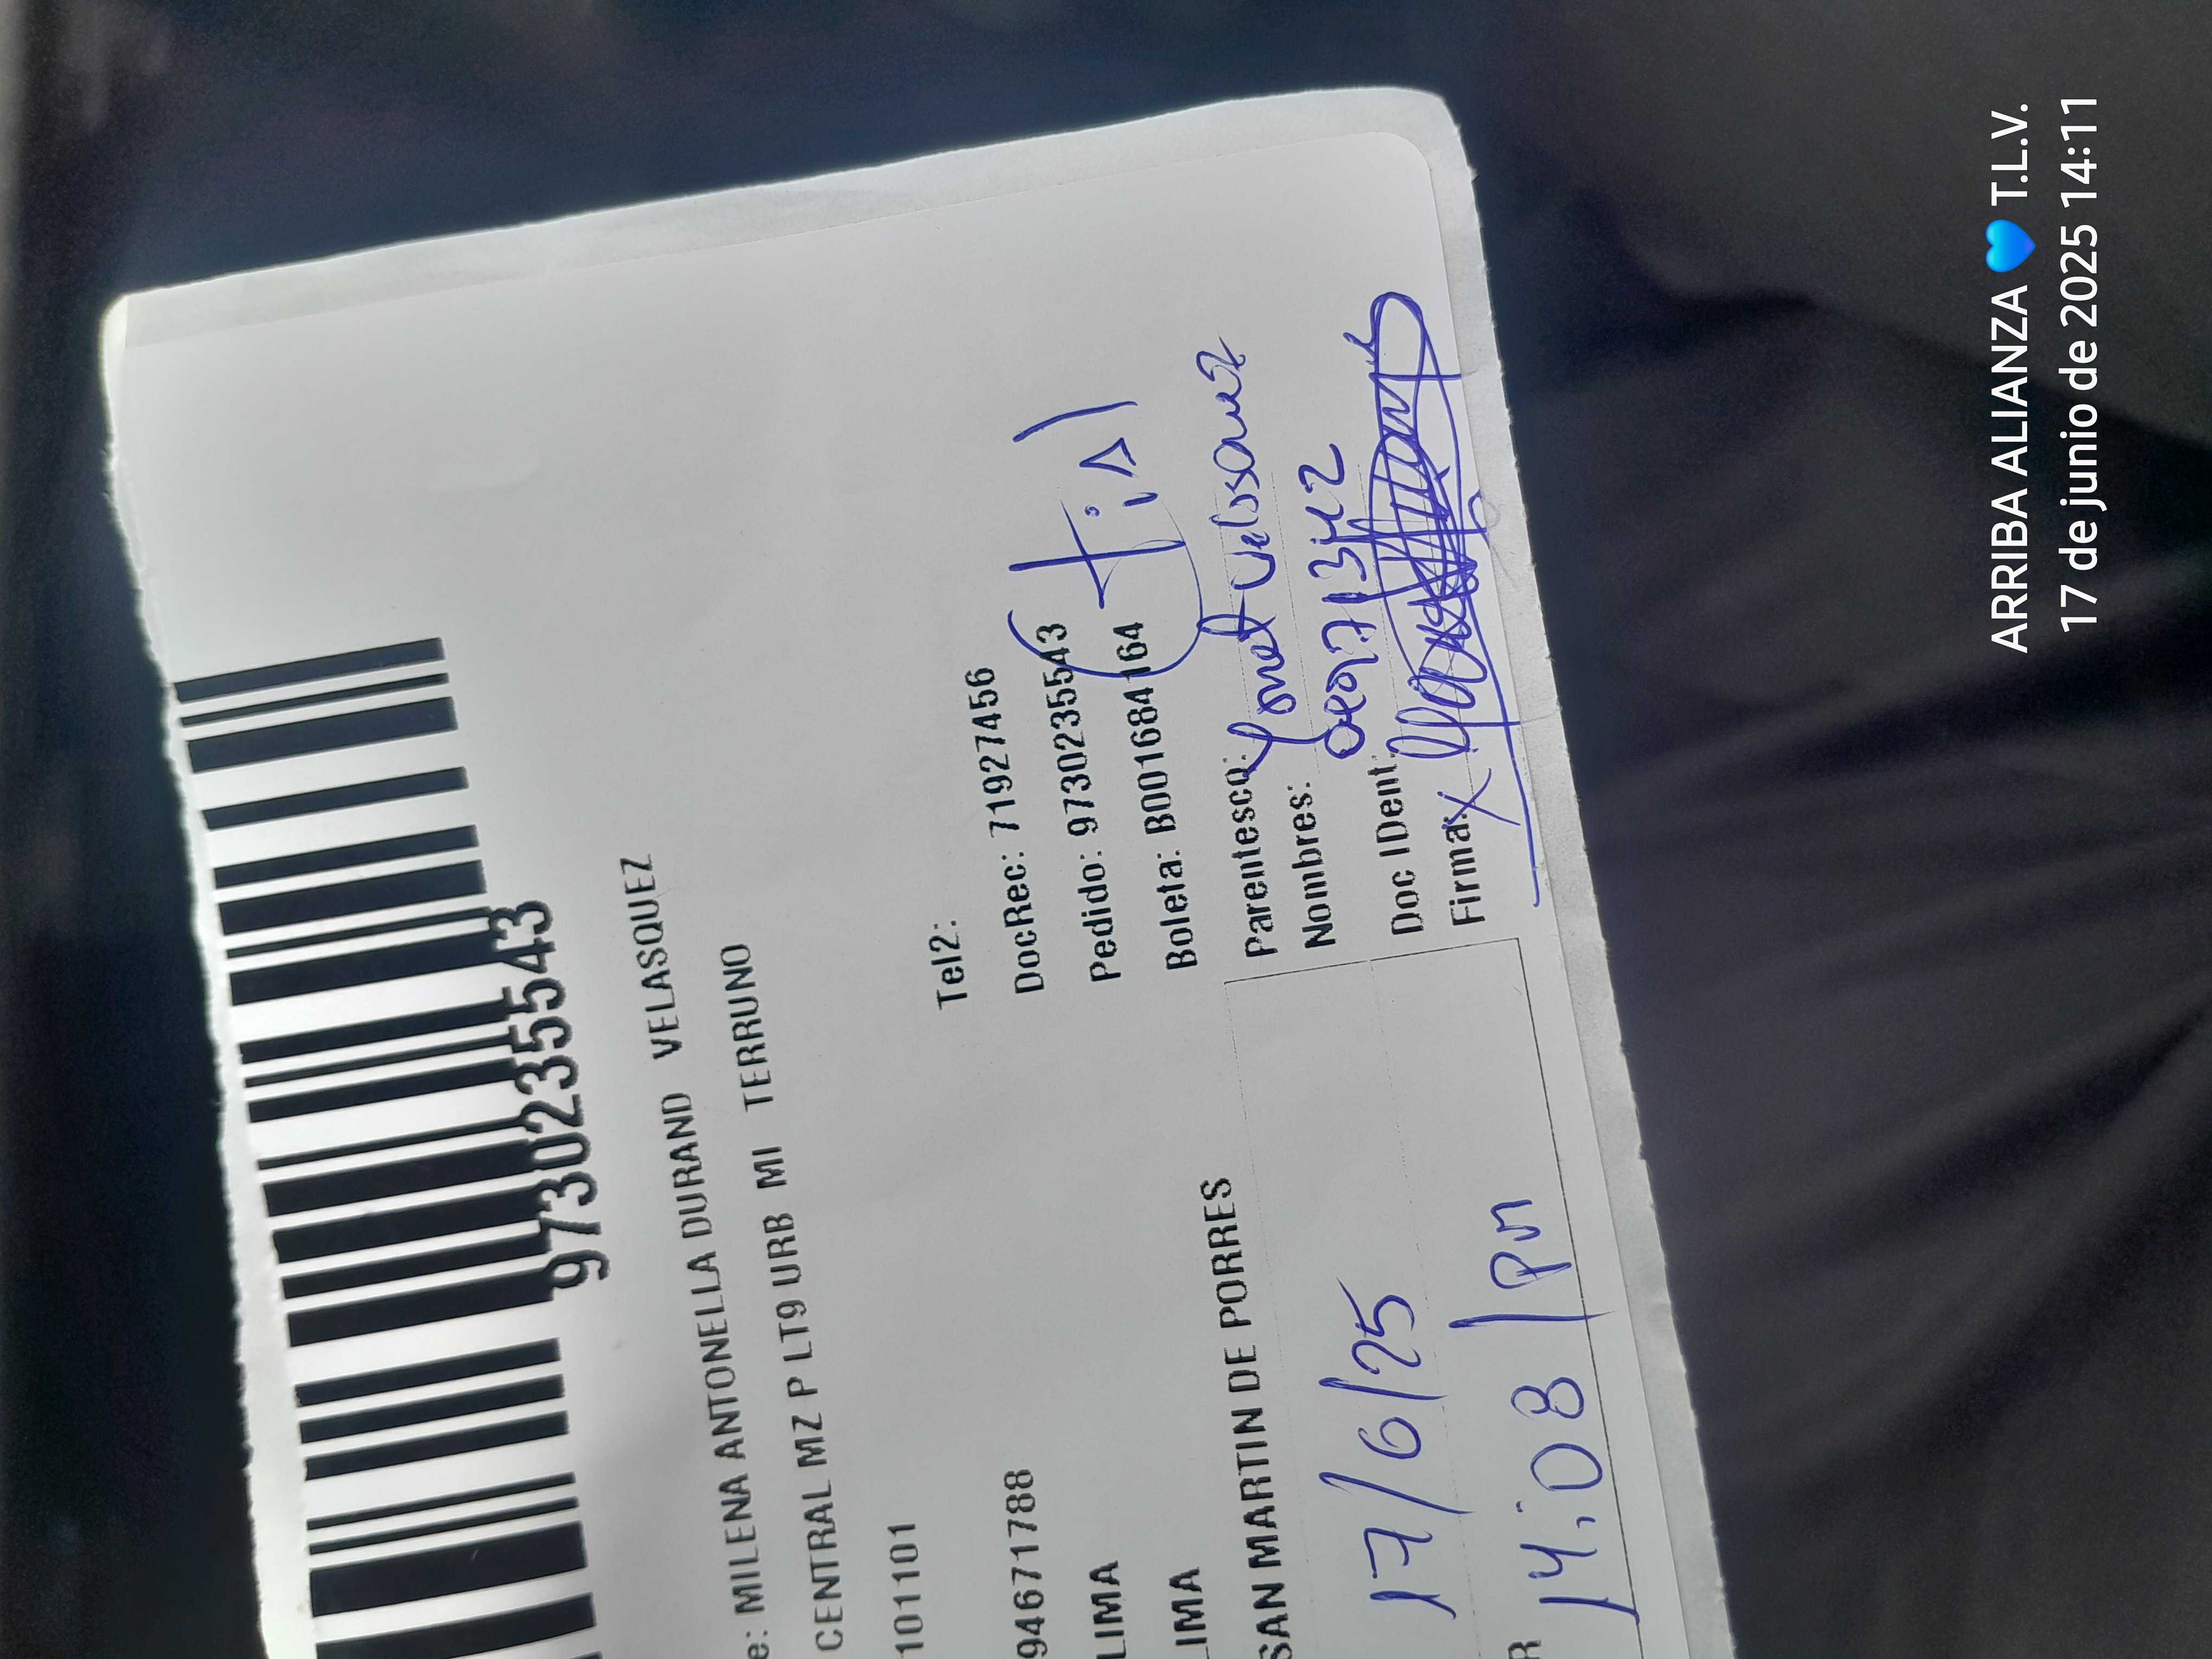 9730235543
e: MILENA ANTONELLA DURAND VELASQUEZ
CENTRAL MZ P LT9 URB MI TERRUNO
101101
Tel2:
94671788
DocRec: 71927456
LIMA
Pedido: 9730235543
LIMA
Boleta: B001684164
(tia)
SAN MARTIN DE PORRES
Parentesco:
Nombres:
17/6/25
Doc IDent:
R
14:08 pm
Firma: X
ARRIBA ALIANZA 💙 T.L.V.
17 de junio de 2025 14:11